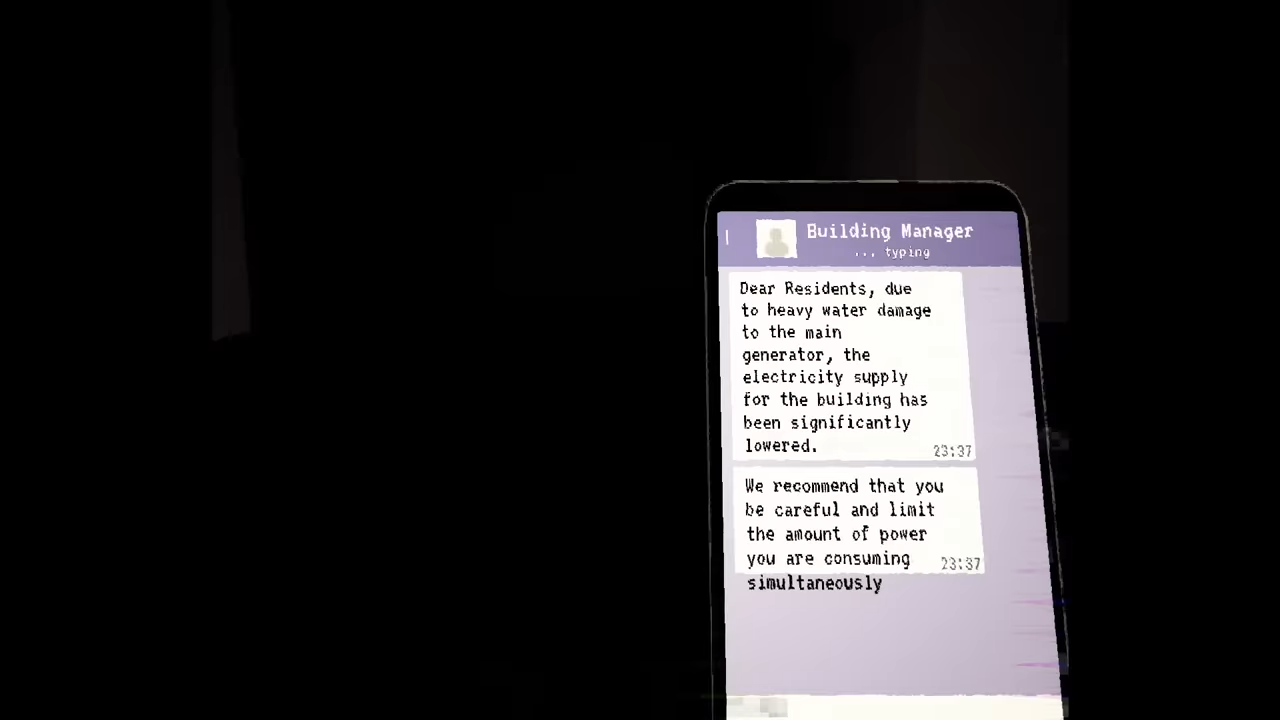 Building Manager
... typing
Dear Residents, due
to heavy water damage
to the main
generator, the
electricity supply
for the building has
been significantly
lowered.
23:37
We recommend that you
be careful and limit
the amount of power
you are consuming
simultaneously
23:37